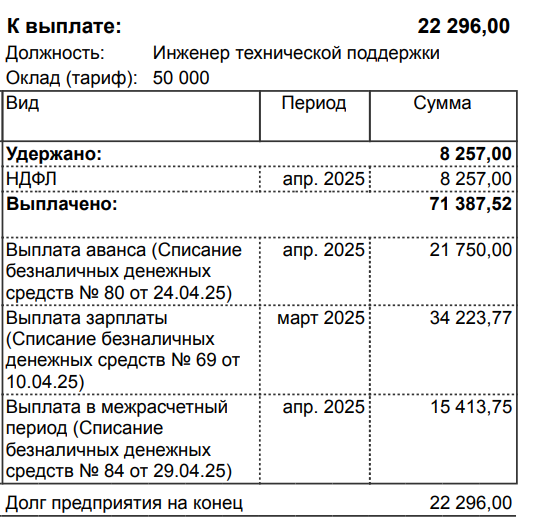 К выплате: 22 296,00
Должность: Инженер технической поддержки
Оклад (тариф): 50 000
Вид Период Сумма
Удержано: 8 257,00
НДФЛ апр. 2025 8 257,00
Выплачено: 71 387,52
Выплата аванса (Списание апр. 2025 21 750,00
безналичных денежных
средств № 80 от 24.04.25)
Выплата зарплаты март 2025 34 223,77
(Списание безналичных
денежных средств № 69 от
10.04.25)
Выплата в межрасчетный апр. 2025 15 413,75
период (Списание
безналичных денежных
средств № 84 от 29.04.25)
Долг предприятия на конец 22 296,00